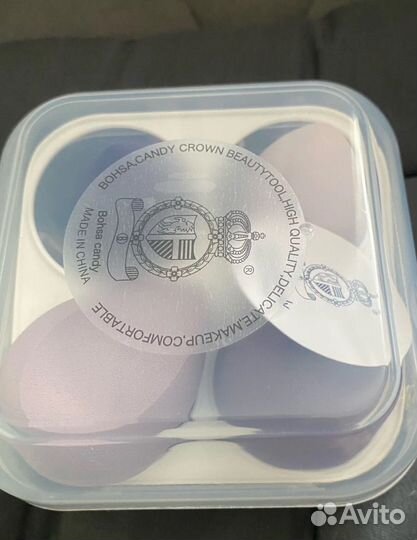 BOHSA,CANDY CROWN BEAUTYTOOL,HIGH QUALITY,DELICATE,MAKEUP,COMFORTABLE
Bohsa candy
MADE IN CHINA
®
Avito